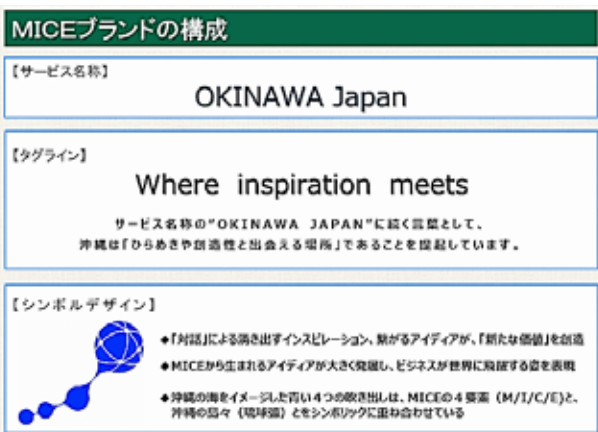 MICEブランドの構成
【サービス名称】
OKINAWA Japan
【タグライン】
Where inspiration meets
サービス名称の"OKINAWA JAPAN"に続く言葉として、
沖縄は「ひらめきや創造性と出会える場所」であることを提起しています。
【シンボルデザイン】
◆「対話」による湧き出すインスピレーション、繋がるアイディアが、「新たな価値」を創造
◆MICEから生まれるアイディアが大きく発展し、ビジネスが世界に飛躍する姿を表現
◆沖縄の海をイメージした青い4つの吹き出しは、MICEの4要素（M/I/C/E)と、
沖縄の島々（琉球弧）とをシンボリックに重ね合わせている